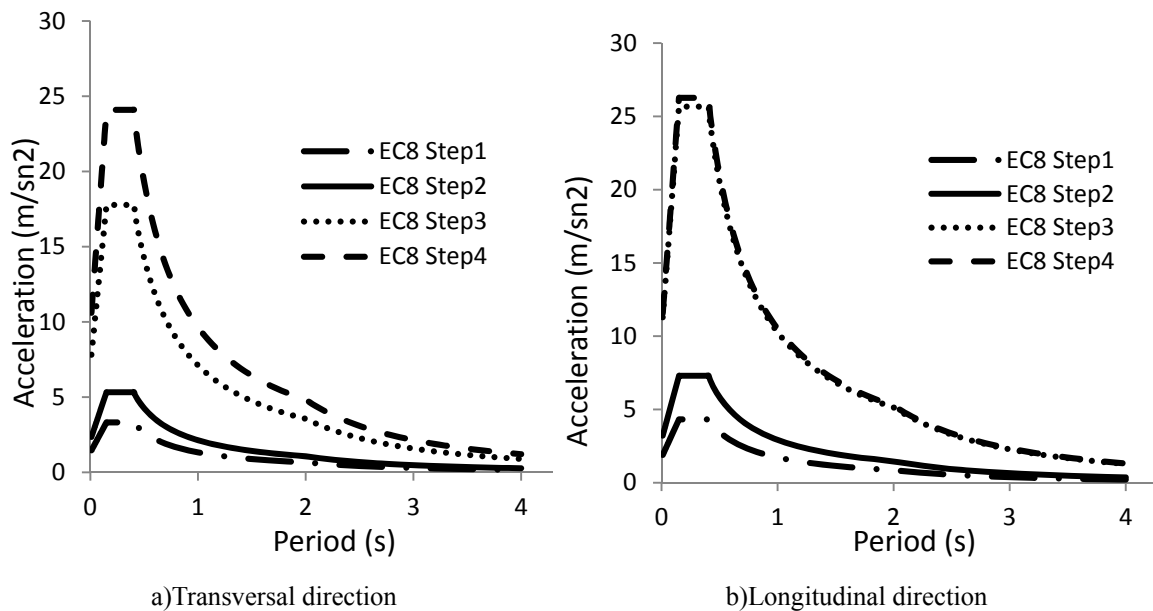 30
25
20
15
10
5
0
Acceleration (m/sn2)
0 1 2 3 4
Period (s)
EC8 Step1
EC8 Step2
EC8 Step3
EC8 Step4
a)Transversal direction
30
25
20
15
10
5
0
Acceleration (m/sn2)
0 1 2 3 4
Period (s)
EC8 Step1
EC8 Step2
EC8 Step3
EC8 Step4
b)Longitudinal direction